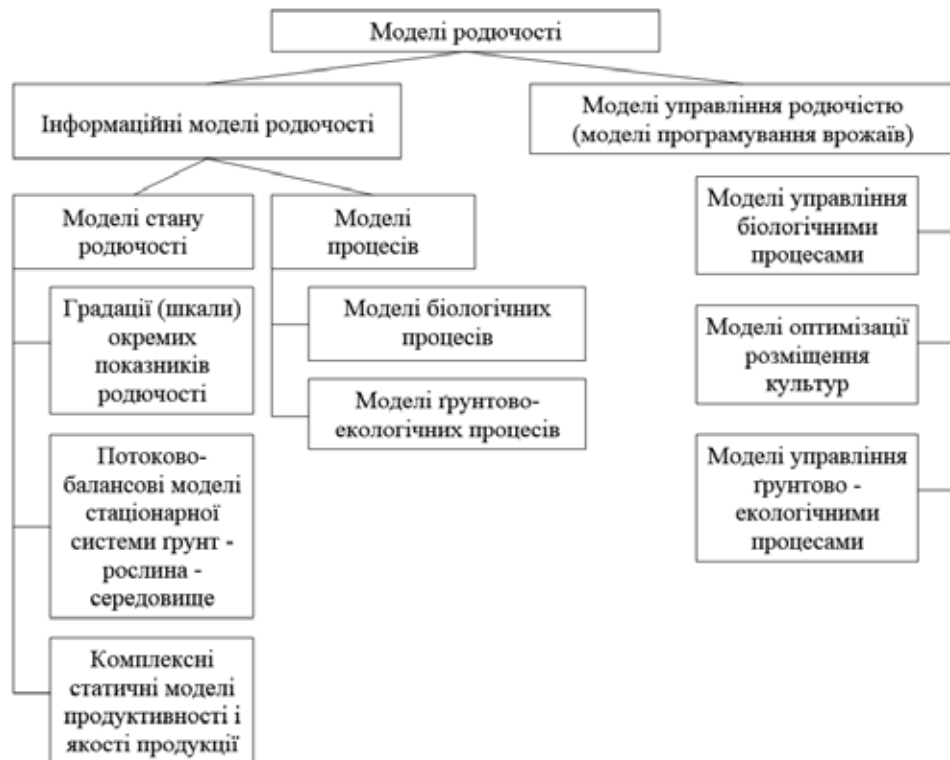 Моделі родючості
Інформаційні моделі родючості
Моделі управління родючістю
(моделі програмування врожаїв)
Моделі стану
родючості
Моделі
процесів
Градації (шкали)
окремих
показників
родючості
Потоково-
балансові моделі
стаціонарної
системи ґрунт -
рослина -
середовище
Комплексні
статичні моделі
продуктивності і
якості продукції
Моделі біологічних
процесів
Моделі ґрунтово-
екологічних процесів
Моделі управління
біологічними
процесами
Моделі оптимізації
розміщення
культур
Моделі управління
ґрунтово -
екологічними
процесами